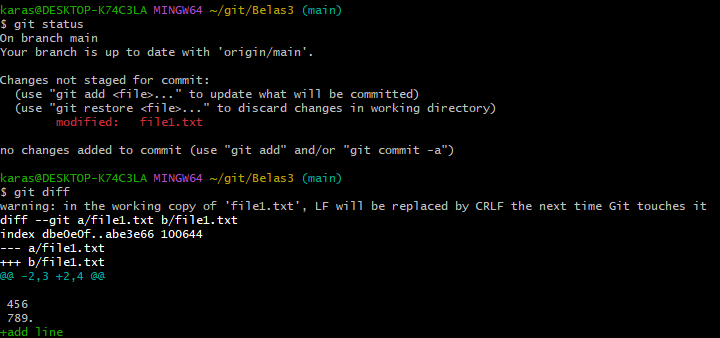 karas@DESKTOP-K74C3LA MINGW64 ~/git/Belas3 (main)
$ git status
On branch main
Your branch is up to date with 'origin/main'.

Changes not staged for commit:
  (use "git add <file>..." to update what will be committed)
  (use "git restore <file>..." to discard changes in working directory)
        modified:   file1.txt

no changes added to commit (use "git add" and/or "git commit -a")

karas@DESKTOP-K74C3LA MINGW64 ~/git/Belas3 (main)
$ git diff
warning: in the working copy of 'file1.txt', LF will be replaced by CRLF the next time Git touches it
diff --git a/file1.txt b/file1.txt
index dbe0e0f..abe3e66 100644
--- a/file1.txt
+++ b/file1.txt
@@ -2,3 +2,4 @@

 456
 789.
+add line